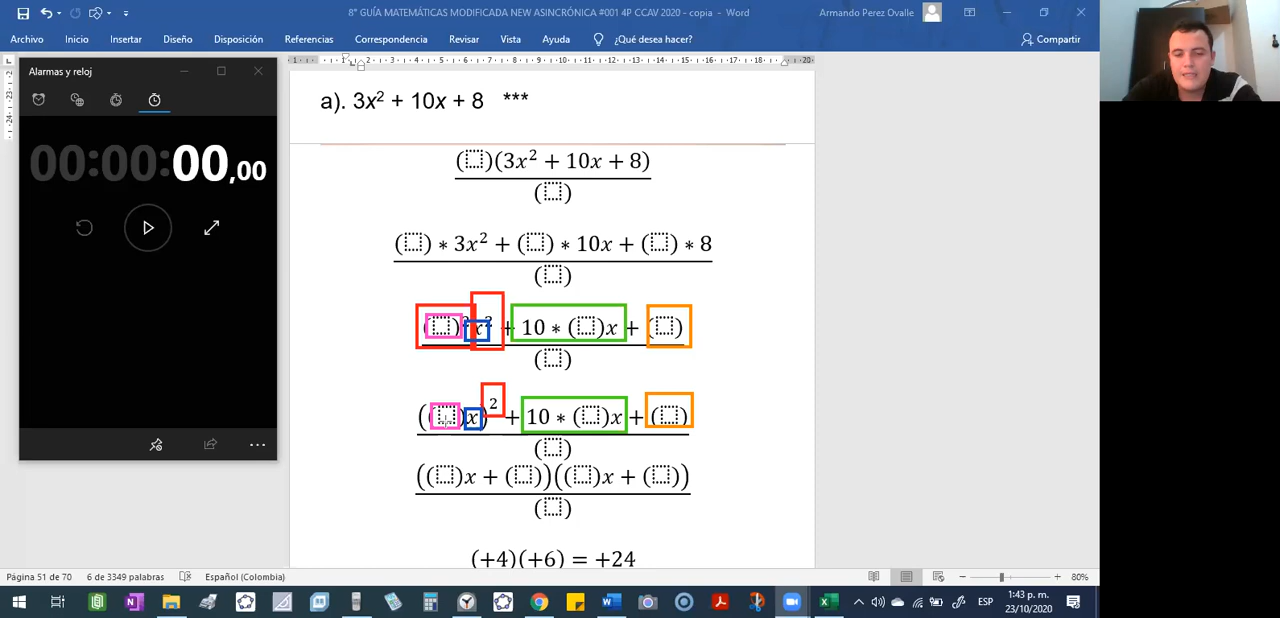 8° GUÍA MATEMÁTICAS MODIFICADA NEW ASINCRÓNICA #001 4P CCAV 2020 - copia - Word
Armando Perez Ovalle
Archivo Inicio Insertar Diseño Disposición Referencias Correspondencia Revisar Vista Ayuda ¿Qué desea hacer? Compartir
Alarmas y reloj
00:00:00,00
a). 3x² + 10x + 8 ***
(⬚)(3x² + 10x + 8)
(⬚)
(⬚) ∗ 3x² + (⬚) ∗ 10x + (⬚) ∗ 8
(⬚)
(⬚)²x² + 10 ∗ (⬚)x + (⬚)
(⬚)
((⬚)x)² + 10 ∗ (⬚)x + (⬚)
(⬚)
((⬚)x + (⬚))((⬚)x + (⬚))
(⬚)
(+4)(+6) = +24
Página 51 de 70 6 de 3349 palabras Español (Colombia) 80%
ESP 1:43 p. m.
23/10/2020